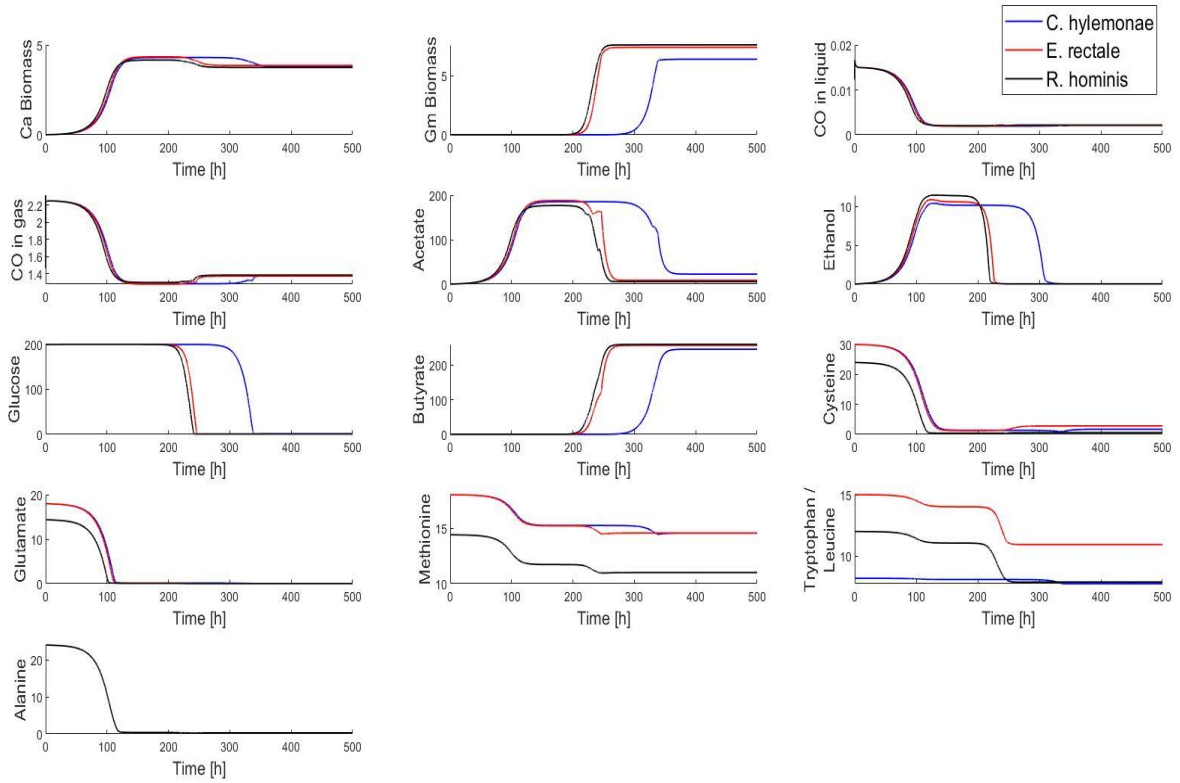 C. hylemonae
E. rectale
R. hominis
Ca Biomass
5
0
0 100 200 300 400 500
Time [h]
Gm Biomass
5
0
0 100 200 300 400 500
Time [h]
CO in liquid
0.02
0.01
0
0 100 200 300 400 500
Time [h]
CO in gas
2.2
2
1.8
1.6
1.4
0 100 200 300 400 500
Time [h]
Acetate
200
100
0
0 100 200 300 400 500
Time [h]
Ethanol
10
5
0
0 100 200 300 400 500
Time [h]
Glucose
200
100
0
0 100 200 300 400 500
Time [h]
Butyrate
200
100
0
0 100 200 300 400 500
Time [h]
Cysteine
30
20
10
0
0 100 200 300 400 500
Time [h]
Glutamate
20
10
0
0 100 200 300 400 500
Time [h]
Methionine
15
10
0 100 200 300 400 500
Time [h]
Tryptophan /
Leucine
15
10
0 100 200 300 400 500
Time [h]
Alanine
20
10
0
0 100 200 300 400 500
Time [h]